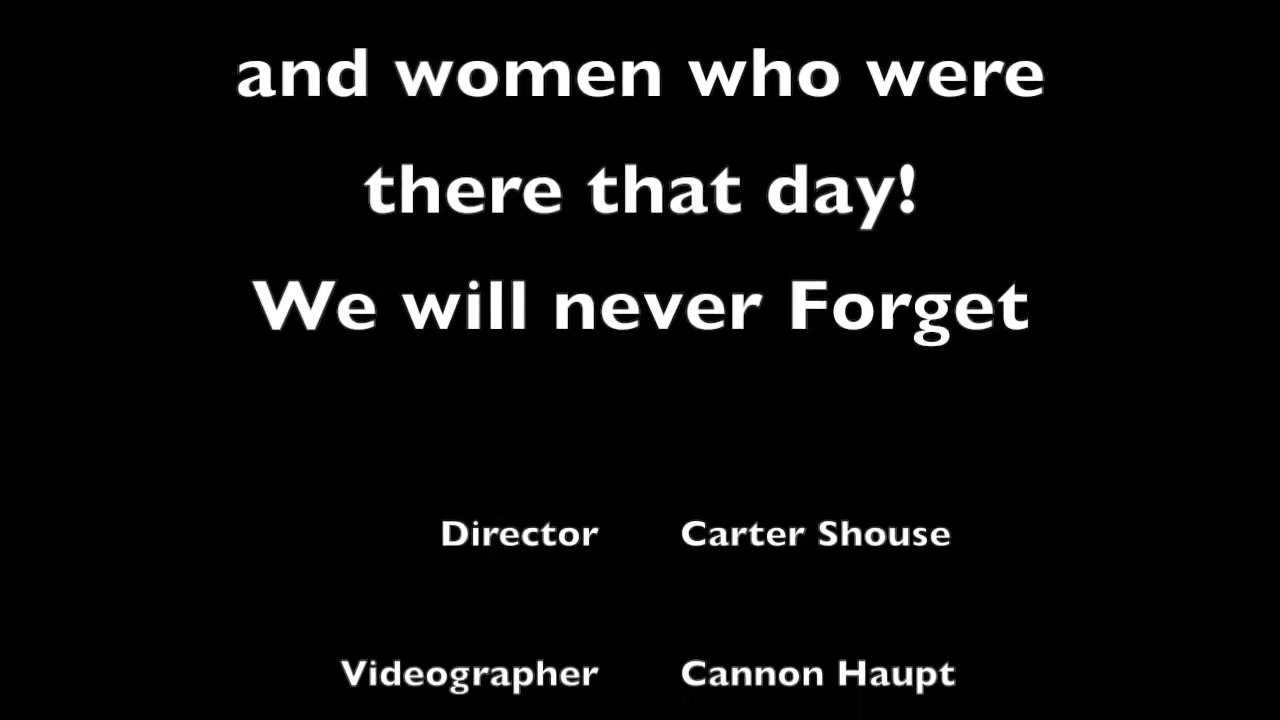 and women who were
there that day!
We will never Forget
Director Carter Shouse
Videographer Cannon Haupt